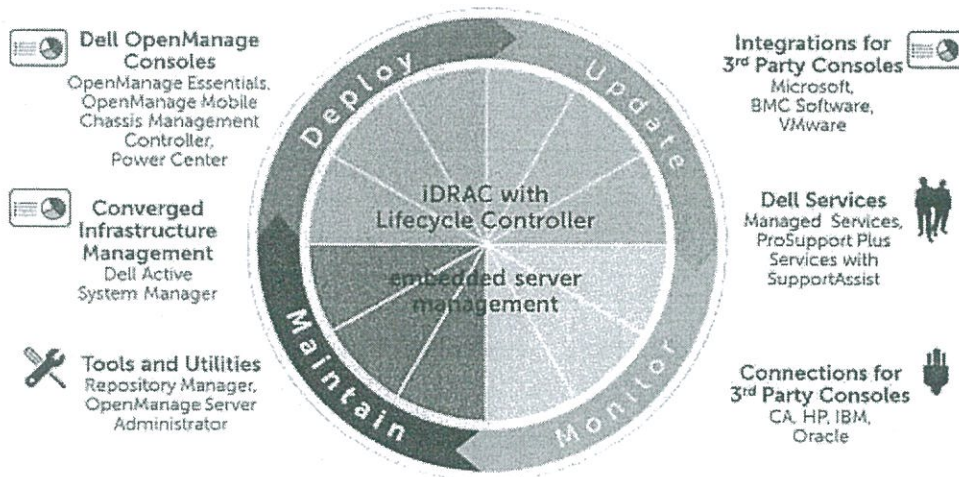 Dell OpenManage
Consoles
OpenManage Essentials,
OpenManage Mobile
Chassis Management
Controller,
Power Center
Converged
Infrastructure
Management
Dell Active
System Manager
Tools and Utilities
Repository Manager,
OpenManage Server
Administrator
Deploy
Update
Maintain
Monitor
iDRAC with
Lifecycle Controller
embedded server
management
Integrations for
3rd Party Consoles
Microsoft,
BMC Software,
VMware
Dell Services
Managed Services,
ProSupport Plus
Services with
SupportAssist
Connections for
3rd Party Consoles
CA, HP, IBM,
Oracle